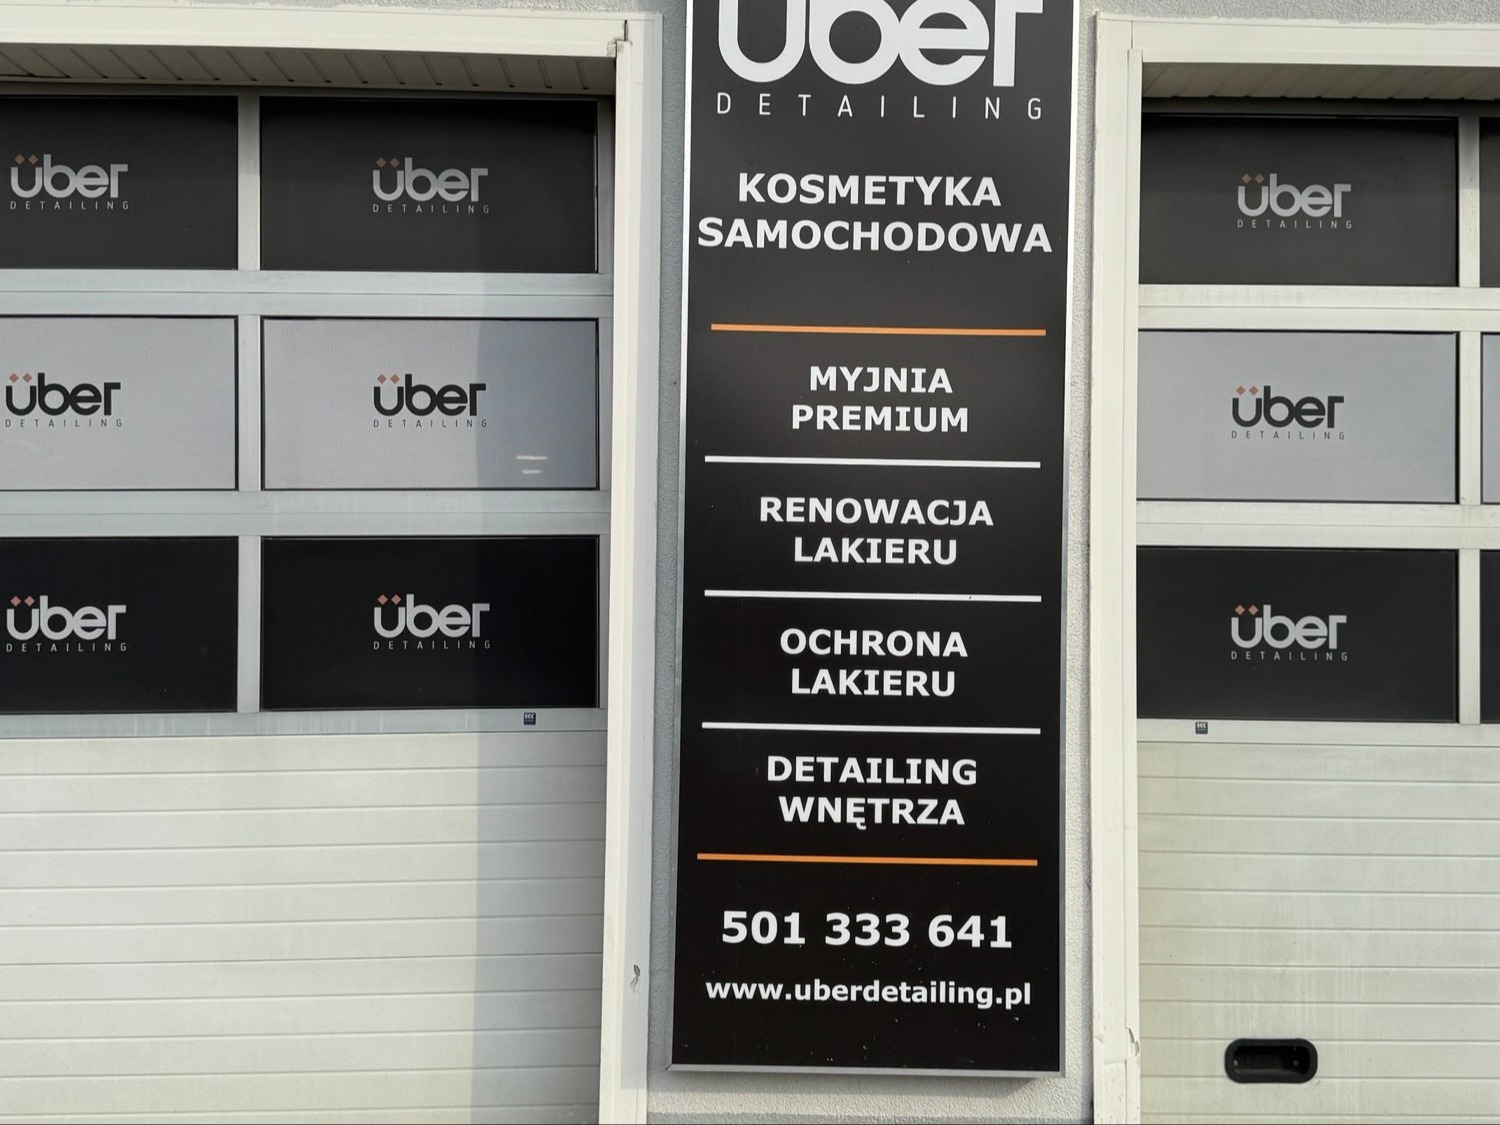 über
DETAILING
KOSMETYKA
SAMOCHODOWA
MYJNIA
PREMIUM
RENOWACJA
LAKIERU
OCHRONA
LAKIERU
DETAILING
WNĘTRZA
501 333 641
www.uberdetailing.pl
über
DETAILING
über
DETAILING
über
DETAILING
über
DETAILING
über
DETAILING
über
DETAILING
über
DETAILING
über
DETAILING
über
DETAILING